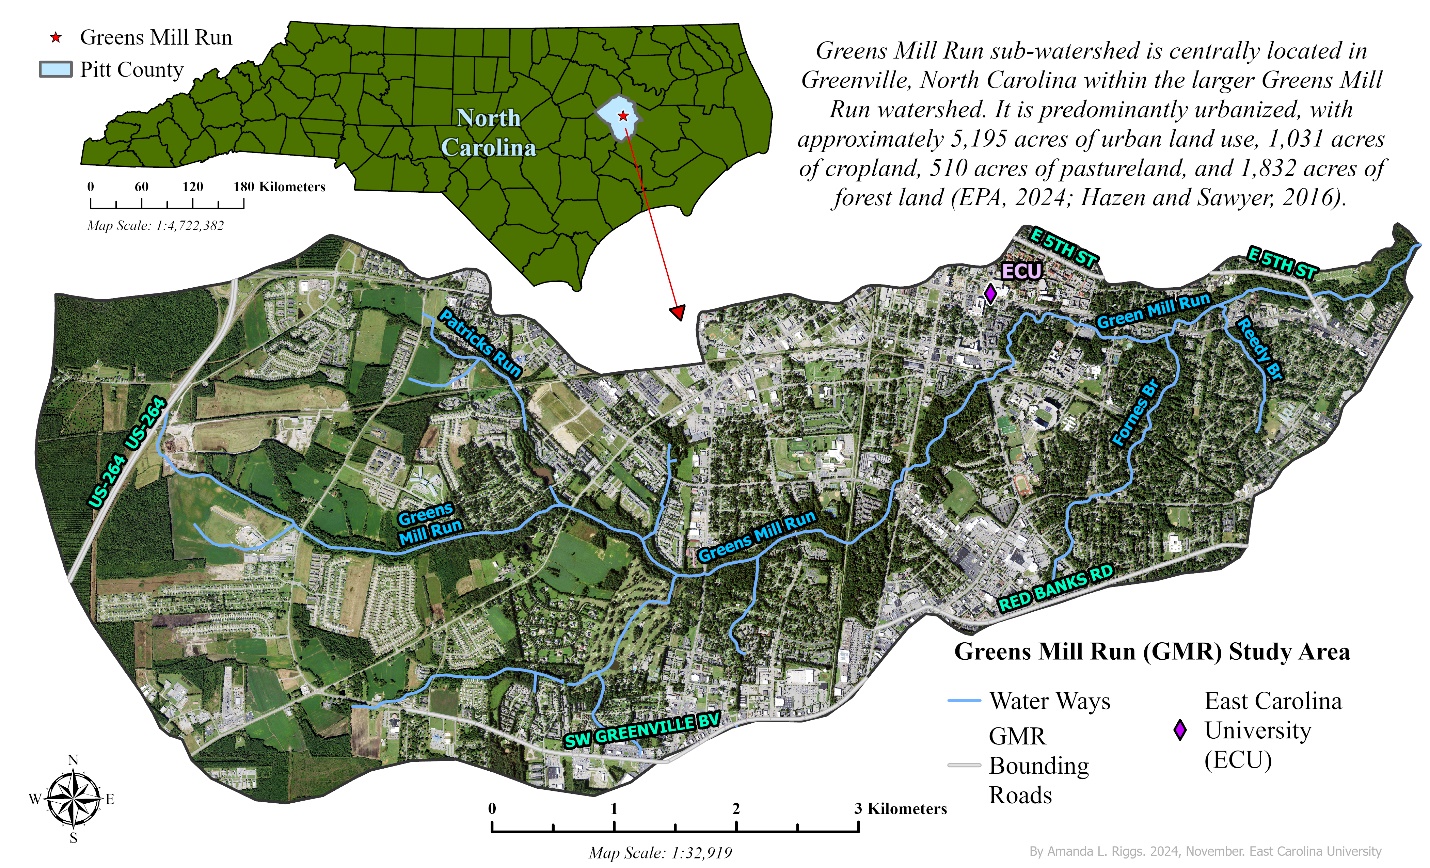 Greens Mill Run
Pitt County
North
Carolina
0 60 120 180 Kilometers
Map Scale: 1:4,722,382
Greens Mill Run sub-watershed is centrally located in
Greenville, North Carolina within the larger Greens Mill
Run watershed. It is predominantly urbanized, with
approximately 5,195 acres of urban land use, 1,031 acres
of cropland, 510 acres of pastureland, and 1,832 acres of
forest land (EPA, 2024; Hazen and Sawyer, 2016).
E 5TH ST
E 5TH ST
ECU
Green Mill Run
Patricks Run
Reedy Br
Fornes Br
US-264
US-264
Greens
Mill Run
Greens Mill Run
RED BANKS RD
SW GREENVILLE BV
Greens Mill Run (GMR) Study Area
Water Ways
GMR
Bounding
Roads
East Carolina
University
(ECU)
N
W E
S
0 1 2 3 Kilometers
Map Scale: 1:32,919
By Amanda L. Riggs. 2024, November. East Carolina University